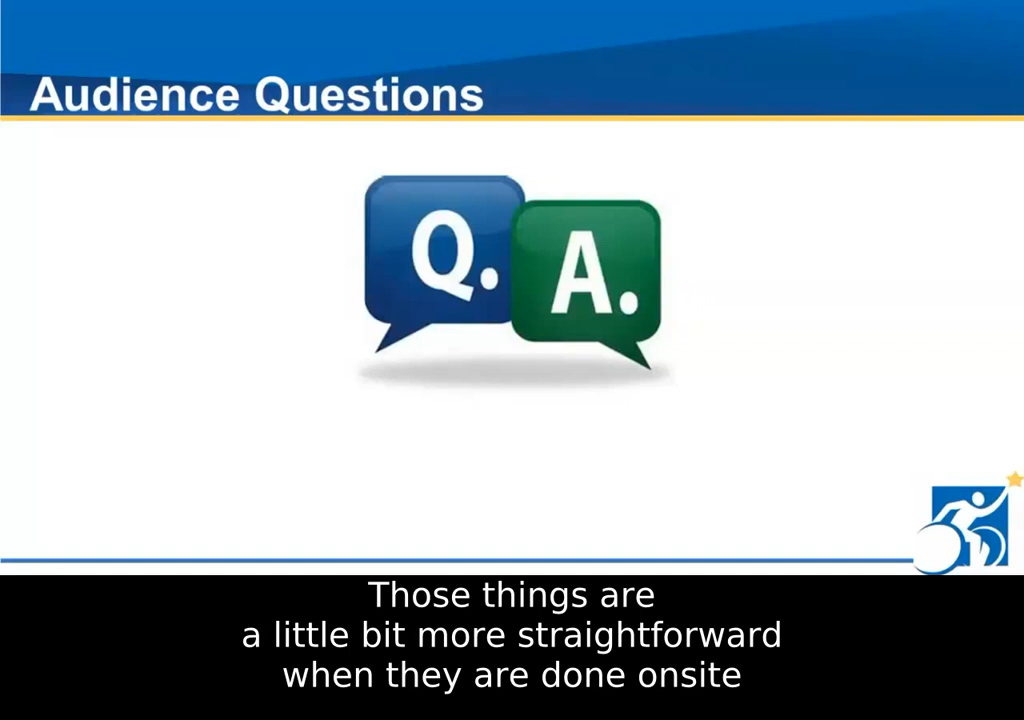 Audience Questions
Q.
A.
Those things are
a little bit more straightforward
when they are done onsite